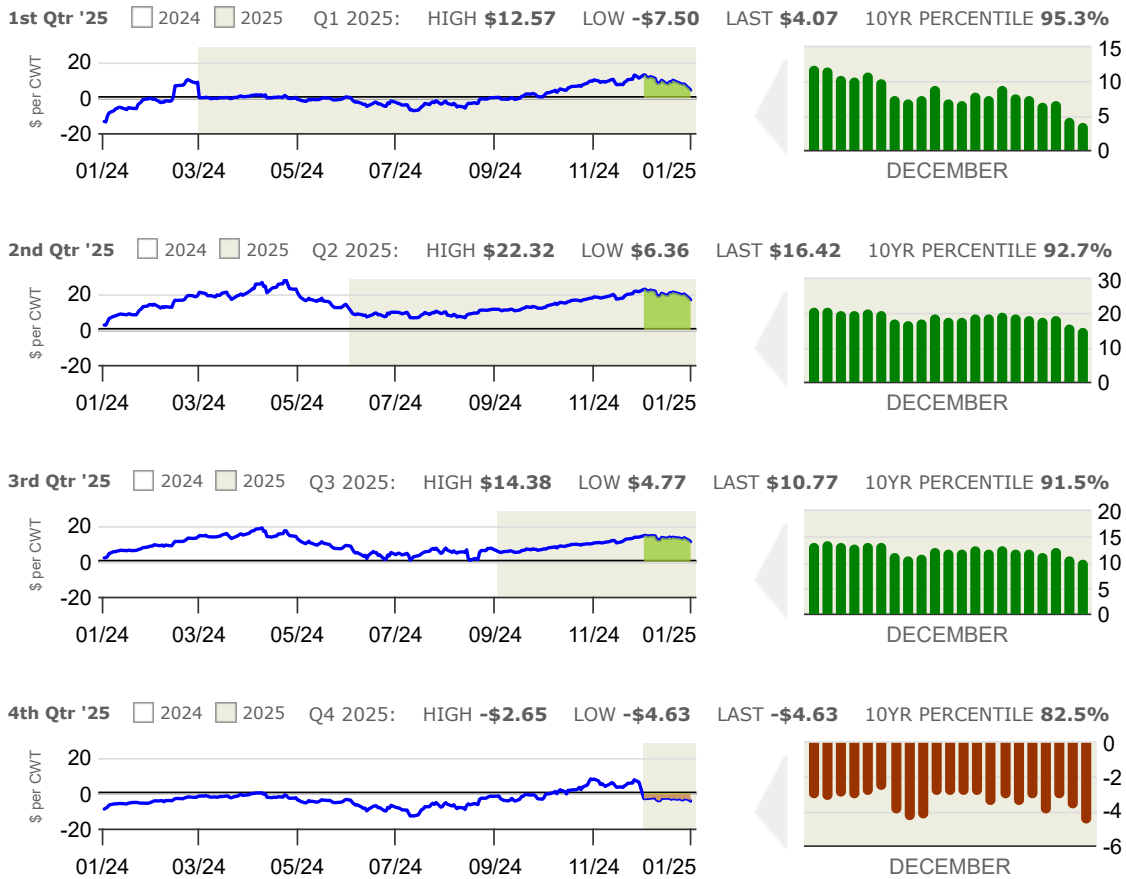 1st Qtr '25 2024 2025 Q1 2025: HIGH $12.57 LOW -$7.50 LAST $4.07 10YR PERCENTILE 95.3%
$ per CWT
20
0
-20
01/24 03/24 05/24 07/24 09/24 11/24 01/25
15
10
5
0
DECEMBER
2nd Qtr '25 2024 2025 Q2 2025: HIGH $22.32 LOW $6.36 LAST $16.42 10YR PERCENTILE 92.7%
$ per CWT
20
0
-20
01/24 03/24 05/24 07/24 09/24 11/24 01/25
30
20
10
0
DECEMBER
3rd Qtr '25 2024 2025 Q3 2025: HIGH $14.38 LOW $4.77 LAST $10.77 10YR PERCENTILE 91.5%
$ per CWT
20
0
-20
01/24 03/24 05/24 07/24 09/24 11/24 01/25
20
15
10
5
0
DECEMBER
4th Qtr '25 2024 2025 Q4 2025: HIGH -$2.65 LOW -$4.63 LAST -$4.63 10YR PERCENTILE 82.5%
$ per CWT
20
0
-20
01/24 03/24 05/24 07/24 09/24 11/24 01/25
0
-2
-4
-6
DECEMBER